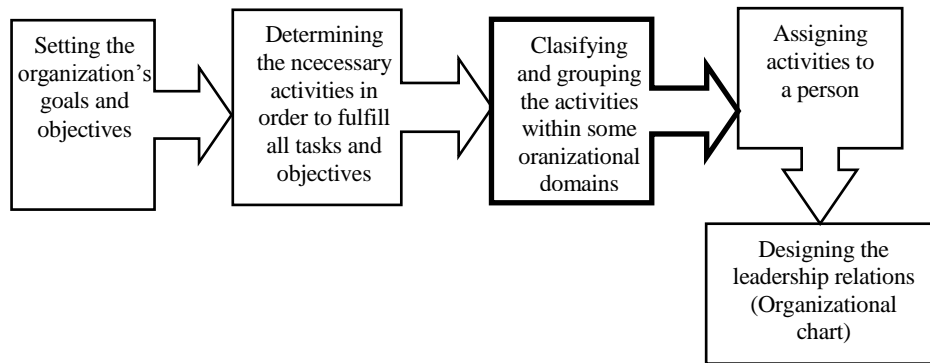 Setting the
organization’s
goals and
objectives
Determining
the ncecessary
activities in
order to fulfill
all tasks and
objectives
Clasifying
and grouping
the activities
within some
oranizational
domains
Assigning
activities to
a person
Designing the
leadership relations
(Organizational
chart)